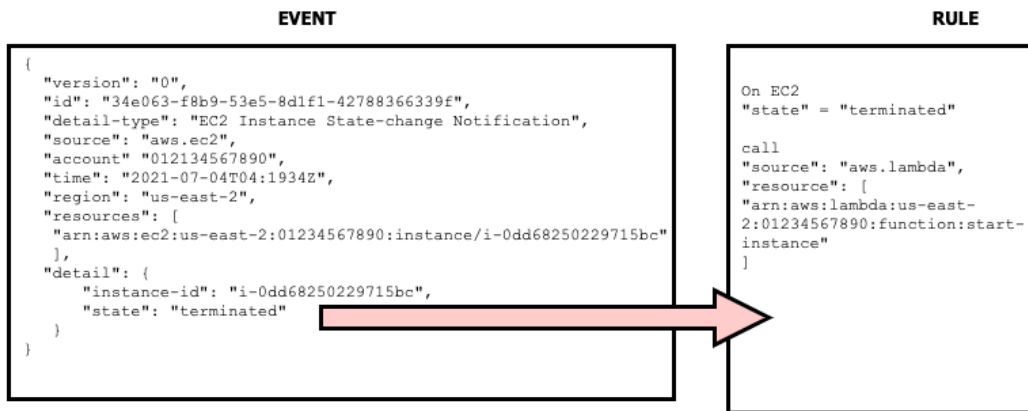 EVENT
{
"version": "0",
"id": "34e063-f8b9-53e5-8d1f1-42788366339f",
"detail-type": "EC2 Instance State-change Notification",
"source": "aws.ec2",
"account" "012134567890",
"time": "2021-07-04T04:1934Z",
"region": "us-east-2",
"resources": [
"arn:aws:ec2:us-east-2:01234567890:instance/i-0dd68250229715bc"
],
"detail": {
"instance-id": "i-0dd68250229715bc",
"state": "terminated"
}
}
RULE
On EC2
"state" = "terminated"
call
"source": "aws.lambda",
"resource": [
"arn:aws:lambda:us-east-
2:01234567890:function:start-
instance"
]